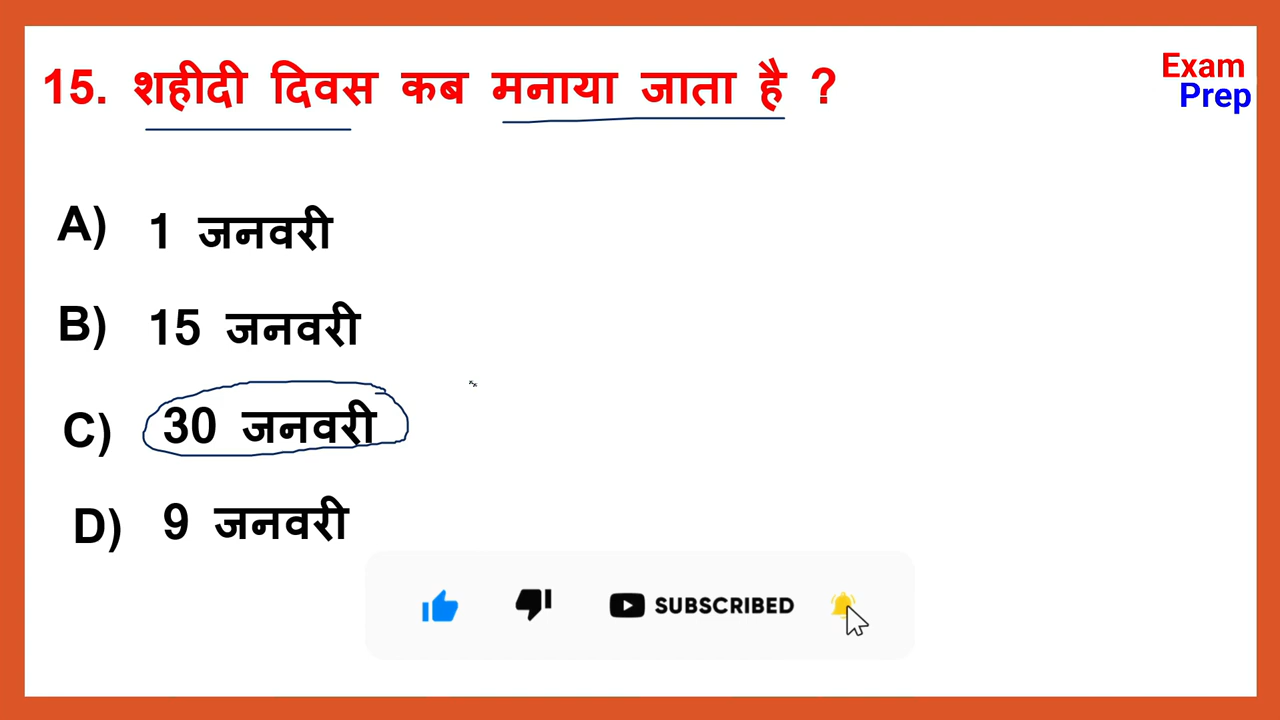 15. शहीदी दिवस कब मनाया जाता है ?
Exam
Prep
A) 1 जनवरी
B) 15 जनवरी
C) 30 जनवरी
D) 9 जनवरी
SUBSCRIBED